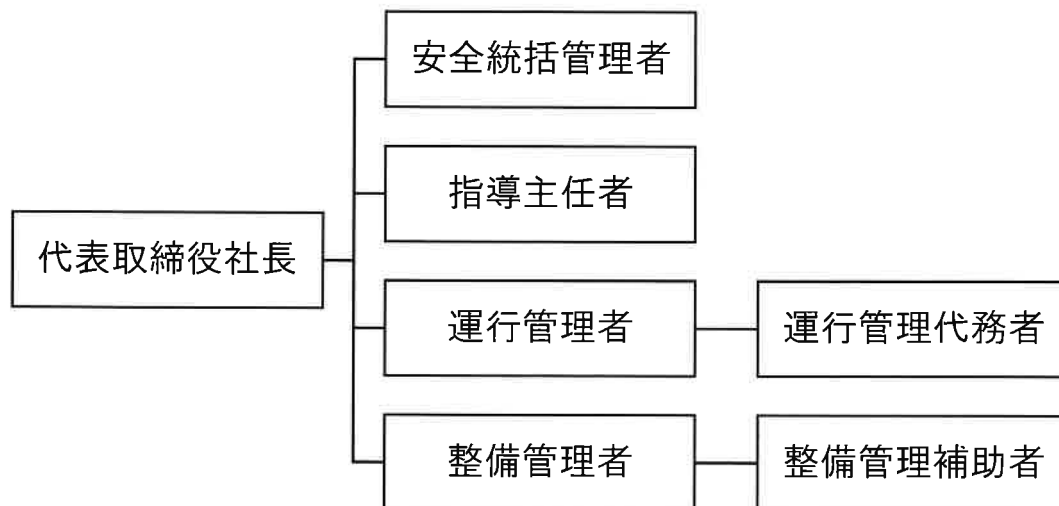 安全統括管理者
指導主任者
代表取締役社長
運行管理者
運行管理代務者
整備管理者
整備管理補助者